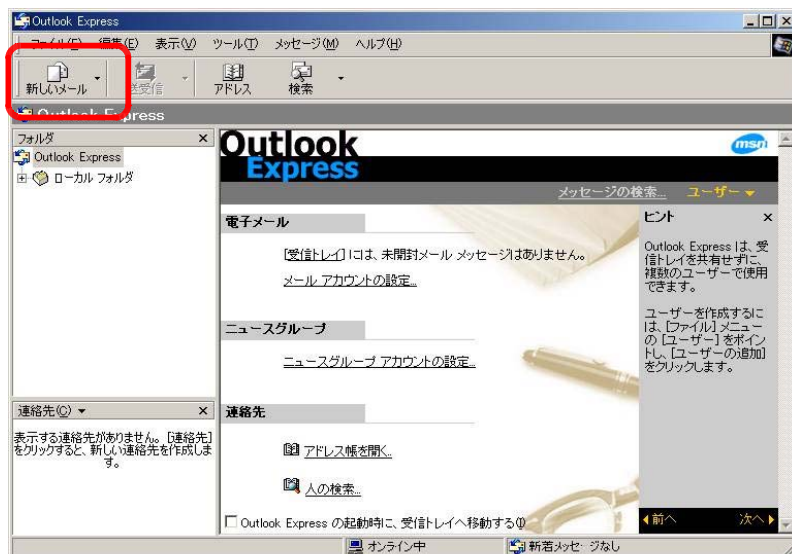 Outlook Express
ファイル(F) 編集(E) 表示(V) ツール(T) メッセージ(M) ヘルプ(H)
新しいメール 送受信 アドレス 検索
Outlook Express
フォルダ ×
Outlook Express
ローカル フォルダ
Outlook
Express
msn
メッセージの検索... ユーザー
電子メール
[受信トレイ]には、未開封メール メッセージはありません。
メール アカウントの設定...
ニュースグループ
ニュースグループ アカウントの設定...
連絡先
アドレス帳を開く...
人の検索...
Outlook Express の起動時に、受信トレイへ移動する(I)
ヒント ×
Outlook Express は、受
信トレイを共有せずに、
複数のユーザーで使用
できます。
ユーザーを作成するに
は、[ファイル] メニュー
の [ユーザー] をポイン
トし、[ユーザーの追加]
をクリックします。
前へ 次へ
連絡先(C) ×
表示する連絡先がありません。[連絡先]
をクリックすると、新しい連絡先を作成しま
す。
オンライン中 新着メッセージなし